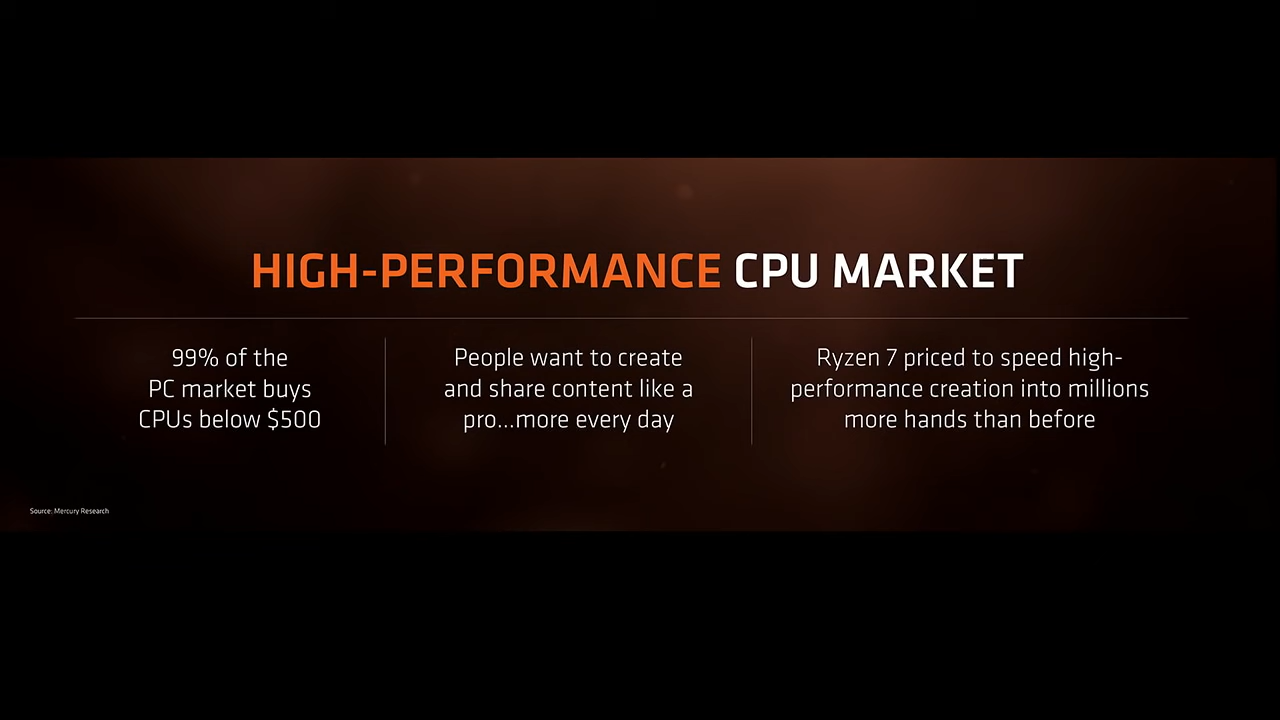 HIGH-PERFORMANCE CPU MARKET
99% of the
PC market buys
CPUs below $500
People want to create
and share content like a
pro...more every day
Ryzen 7 priced to speed high-
performance creation into millions
more hands than before
Source: Mercury Research